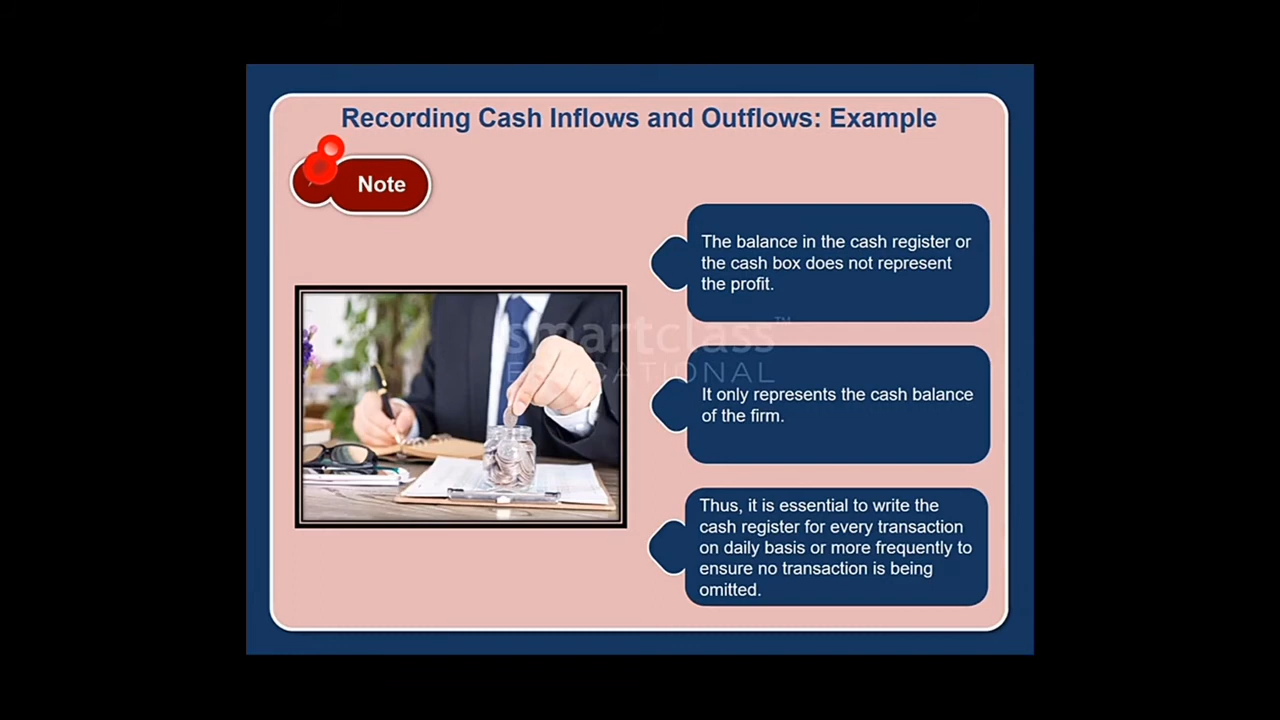 Recording Cash Inflows and Outflows: Example
Note
The balance in the cash register or
the cash box does not represent
the profit.
smartclass™
EDUCATIONAL
It only represents the cash balance
of the firm.
Thus, it is essential to write the
cash register for every transaction
on daily basis or more frequently to
ensure no transaction is being
omitted.